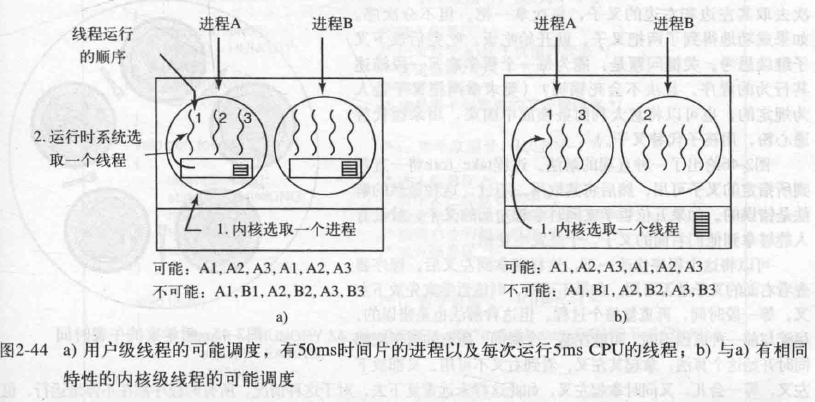 进程A
进程B
线程运行
的顺序
2. 运行时系统选
取一个线程
1 2 3
1. 内核选取一个进程
可能：A1, A2, A3, A1, A2, A3
不可能：A1, B1, A2, B2, A3, B3
a)
进程A
进程B
1 3 2
1. 内核选取一个线程
可能：A1, A2, A3, A1, A2, A3
不可能：A1, B1, A2, B2, A3, B3
b)
图2-44 a) 用户级线程的可能调度，有50ms时间片的进程以及每次运行5ms CPU的线程；b) 与a) 有相同
特性的内核级线程的可能调度